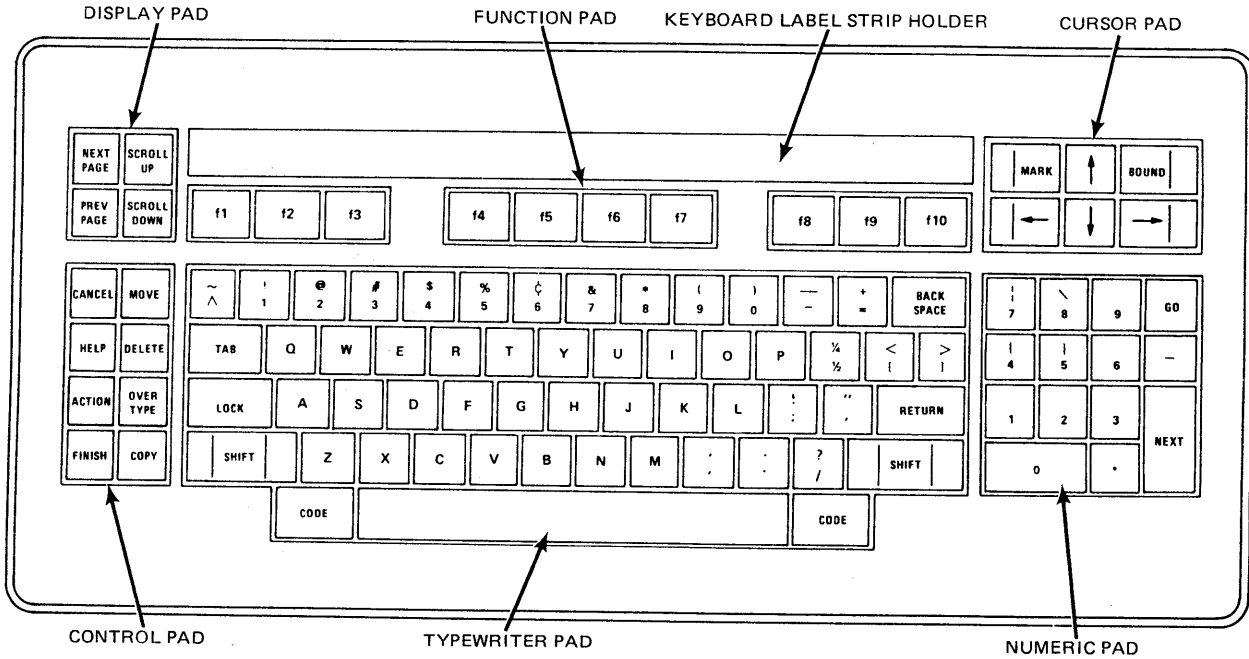 DISPLAY PAD FUNCTION PAD KEYBOARD LABEL STRIP HOLDER CURSOR PAD
NEXT PAGE SCROLL UP
PREV PAGE SCROLL DOWN
f1 f2 f3 f4 f5 f6 f7 f8 f9 f10
MARK ↑ BOUND
← ↓ →
CANCEL MOVE
HELP DELETE
ACTION OVER TYPE
FINISH COPY
~ ! @ # $ % ¢ & * ( ) — +
^ 1 2 3 4 5 6 7 8 9 0 – = BACK SPACE
TAB Q W E R T Y U I O P ¼ ½ < [ > ]
LOCK A S D F G H J K L : " , RETURN
SHIFT Z X C V B N M , , . . ? / SHIFT
CODE CODE
¦ 7 \ 8 9 GO
{ 4 } 5 6 –
1 2 3 NEXT
0 .
CONTROL PAD TYPEWRITER PAD NUMERIC PAD